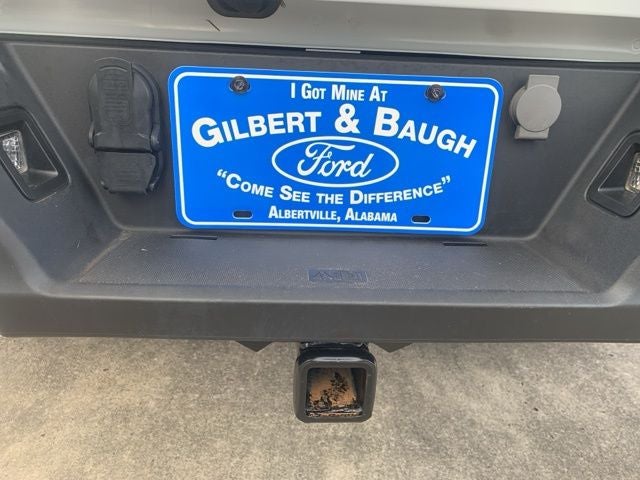 I Got Mine At
Gilbert & Baugh
Ford
"Come See the Difference"
Albertville, Alabama